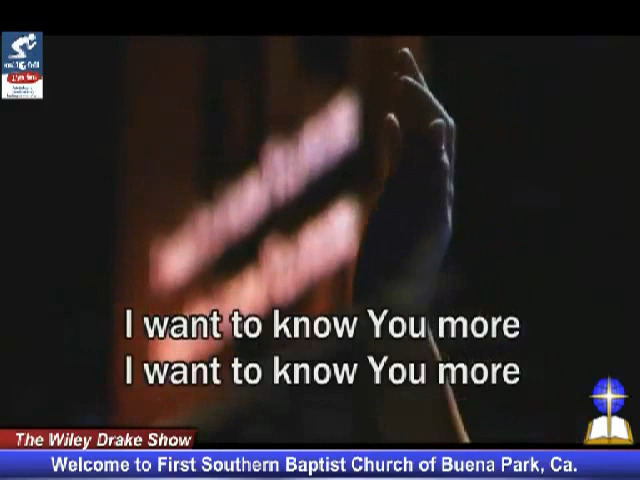 I want to know You more
I want to know You more
The Wiley Drake Show
Welcome to First Southern Baptist Church of Buena Park, Ca.